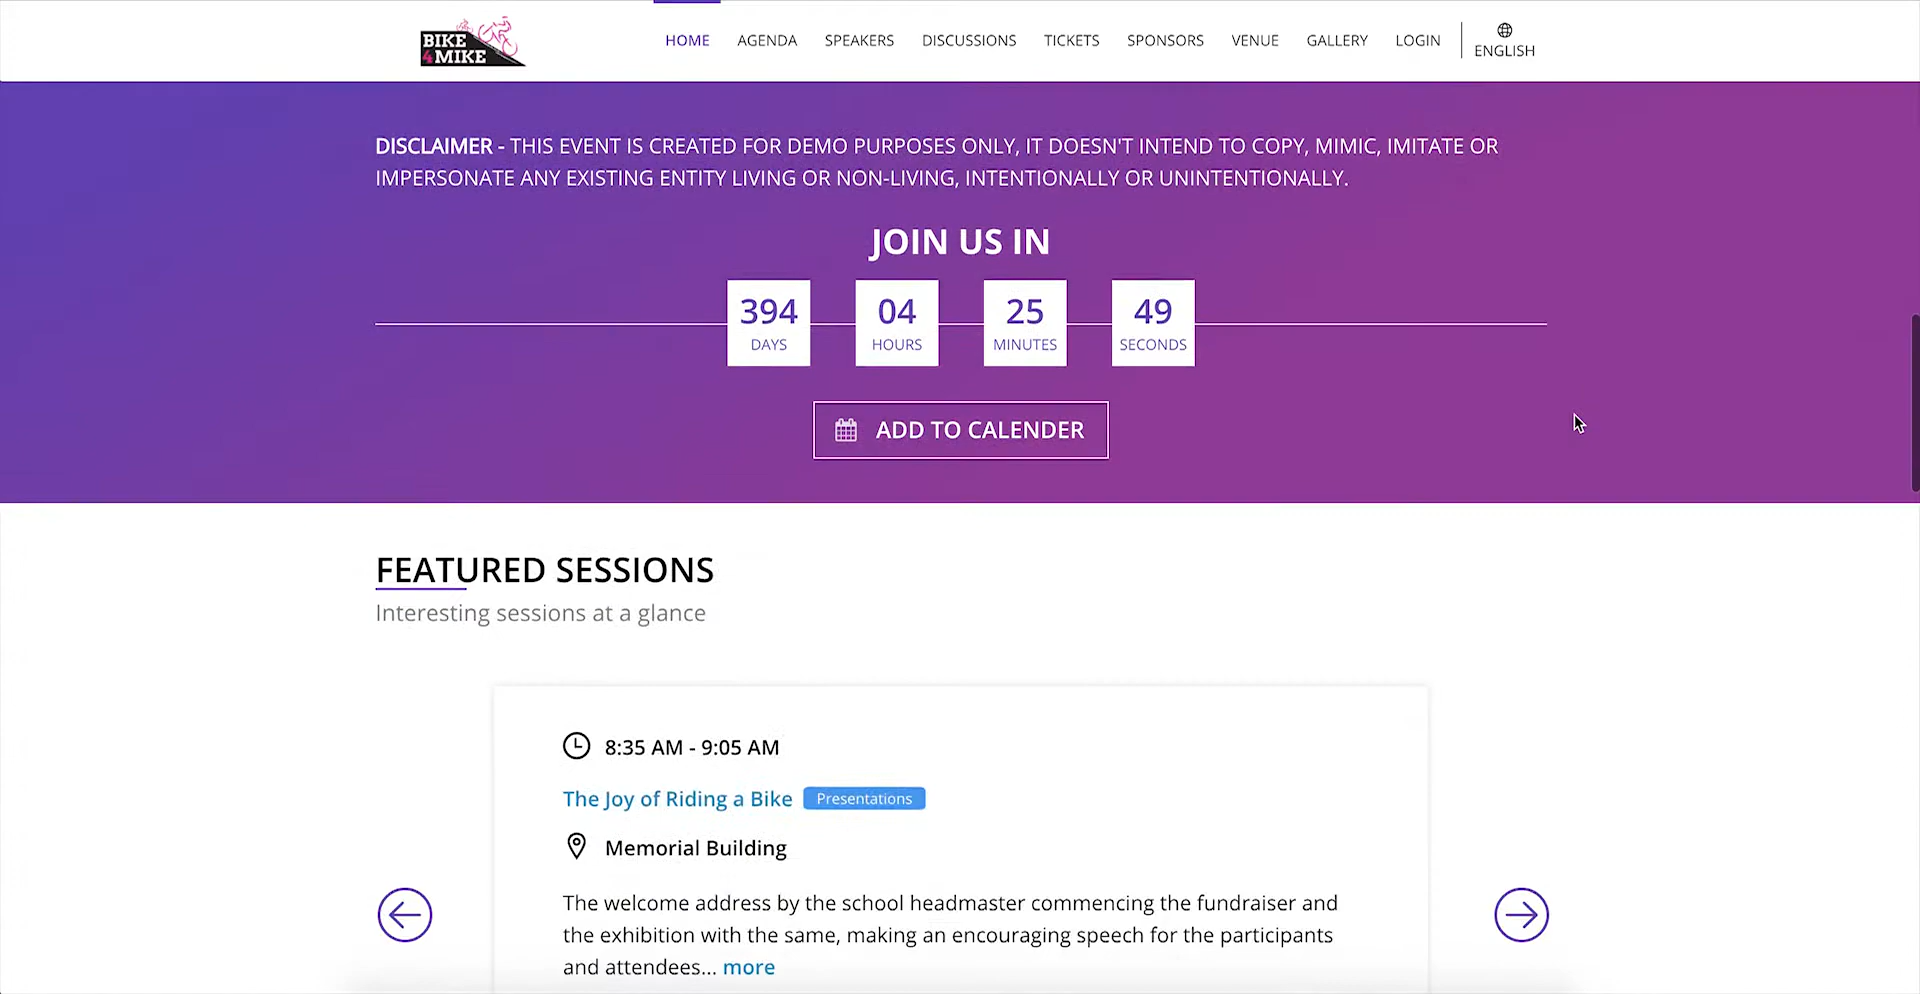 BIKE
4 MIKE
HOME
AGENDA
SPEAKERS
DISCUSSIONS
TICKETS
SPONSORS
VENUE
GALLERY
LOGIN
ENGLISH
DISCLAIMER - THIS EVENT IS CREATED FOR DEMO PURPOSES ONLY, IT DOESN'T INTEND TO COPY, MIMIC, IMITATE OR
IMPERSONATE ANY EXISTING ENTITY LIVING OR NON-LIVING, INTENTIONALLY OR UNINTENTIONALLY.
JOIN US IN
394 04 25 49
DAYS HOURS MINUTES SECONDS
ADD TO CALENDER
FEATURED SESSIONS
Interesting sessions at a glance
8:35 AM - 9:05 AM
The Joy of Riding a Bike Presentations
Memorial Building
The welcome address by the school headmaster commencing the fundraiser and
the exhibition with the same, making an encouraging speech for the participants
and attendees... more